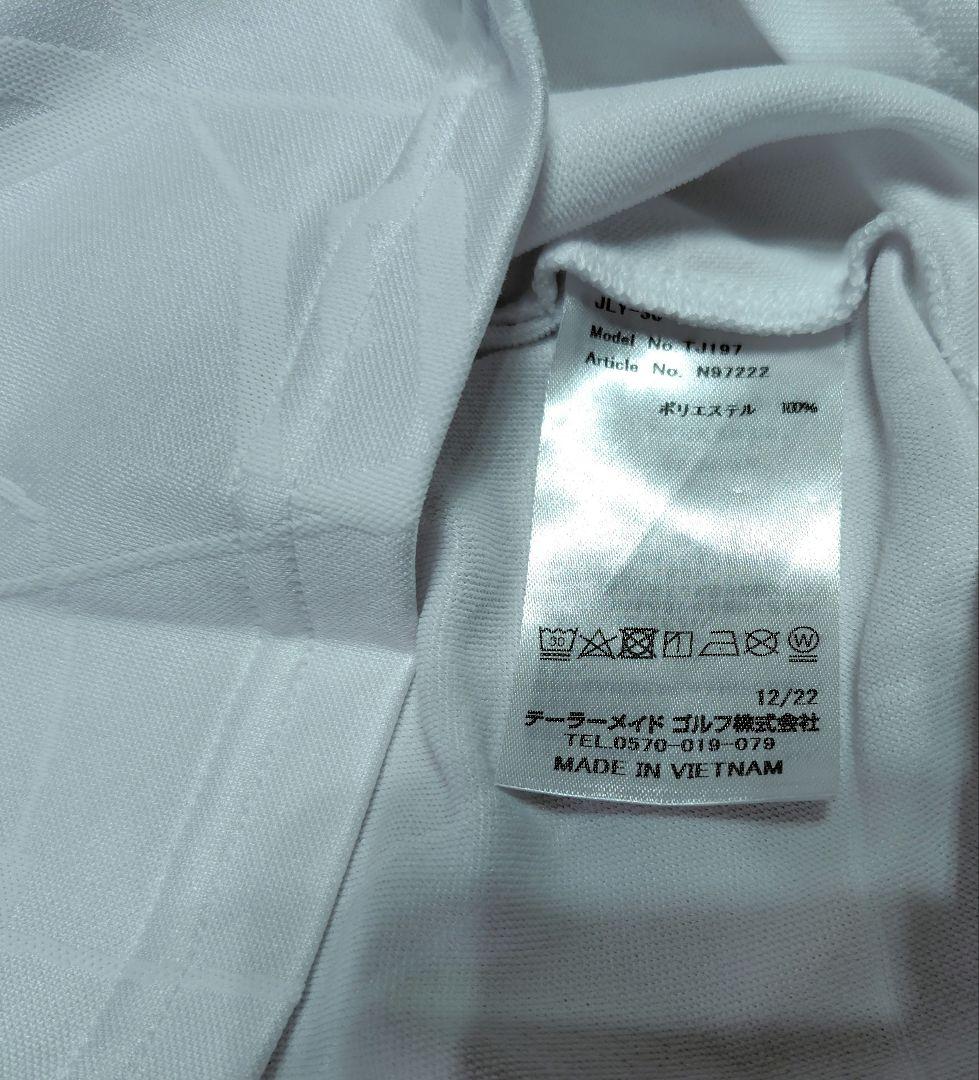 Model No. TJ197
Article No. N97222
ポリエステル 100%
30
W
12/22
テーラーメイド ゴルフ株式会社
TEL.0570-019-079
MADE IN VIETNAM